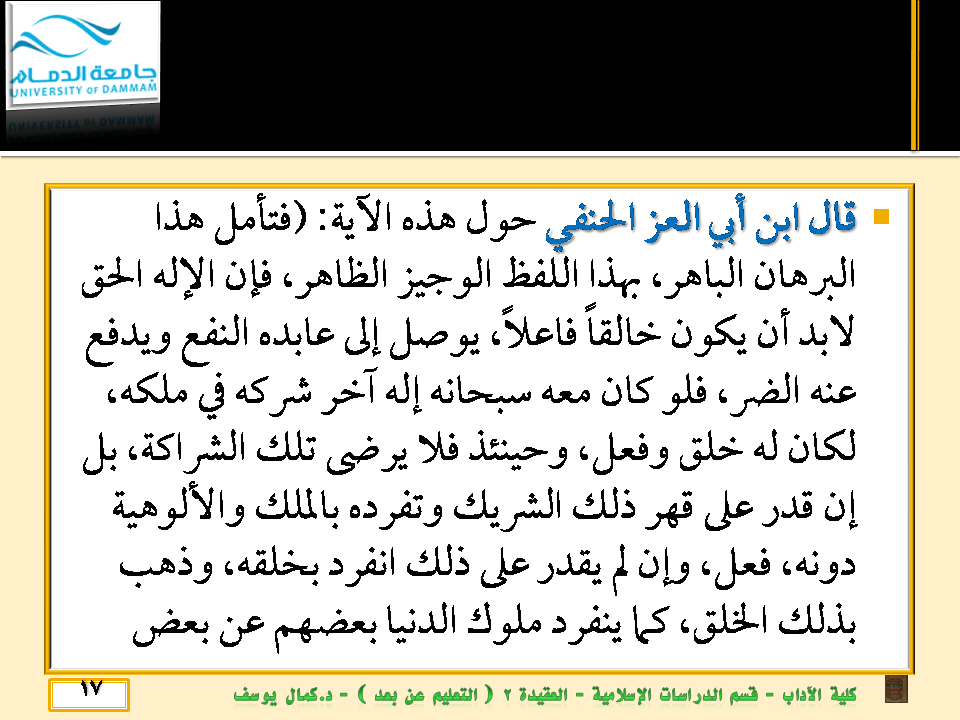 جامعة الدمام
UNIVERSITY OF DAMMAM
قال ابن أبي العز الحنفي حول هذه الآية: (فتأمل هذا
البرهان الباهر، بهذا اللفظ الوجيز الظاهر، فإن الإله الحق
لابد أن يكون خالقاً فاعلاً، يوصل إلى عابده النفع ويدفع
عنه الضر، فلو كان معه سبحانه إله آخر شركه في ملكه،
لكان له خلق وفعل، وحينئذ فلا يرضى تلك الشراكة، بل
إن قدر على قهر ذلك الشريك وتفرده بالملك والألوهية
دونه، فعل، وإن لم يقدر على ذلك انفرد بخلقه، وذهب
بذلك الخلق، كما ينفرد ملوك الدنيا بعضهم عن بعض
كلية الآداب - قسم الدراسات الإسلامية - العقيدة ٢ ( التعليم عن بعد ) - د.كمال يوسف
١٧